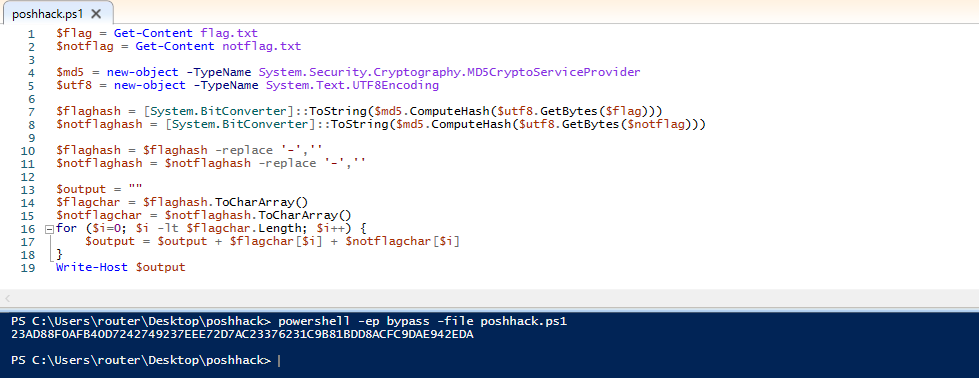 poshhack.ps1 X
1 $flag = Get-Content flag.txt
2 $notflag = Get-Content notflag.txt
3
4 $md5 = new-object -TypeName System.Security.Cryptography.MD5CryptoServiceProvider
5 $utf8 = new-object -TypeName System.Text.UTF8Encoding
6
7 $flaghash = [System.BitConverter]::ToString($md5.ComputeHash($utf8.GetBytes($flag)))
8 $notflaghash = [System.BitConverter]::ToString($md5.ComputeHash($utf8.GetBytes($notflag)))
9
10 $flaghash = $flaghash -replace '-',''
11 $notflaghash = $notflaghash -replace '-',''
12
13 $output = ""
14 $flagchar = $flaghash.ToCharArray()
15 $notflagchar = $notflaghash.ToCharArray()
16 for ($i=0; $i -lt $flagchar.Length; $i++) {
17 $output = $output + $flagchar[$i] + $notflagchar[$i]
18 }
19 Write-Host $output
PS C:\Users\router\Desktop\poshhack> powershell -ep bypass -file poshhack.ps1
23AD88F0AFB40D7242749237EEE72D7AC23376231C9B81BDD8ACFC9DAE942EDA
PS C:\Users\router\Desktop\poshhack>